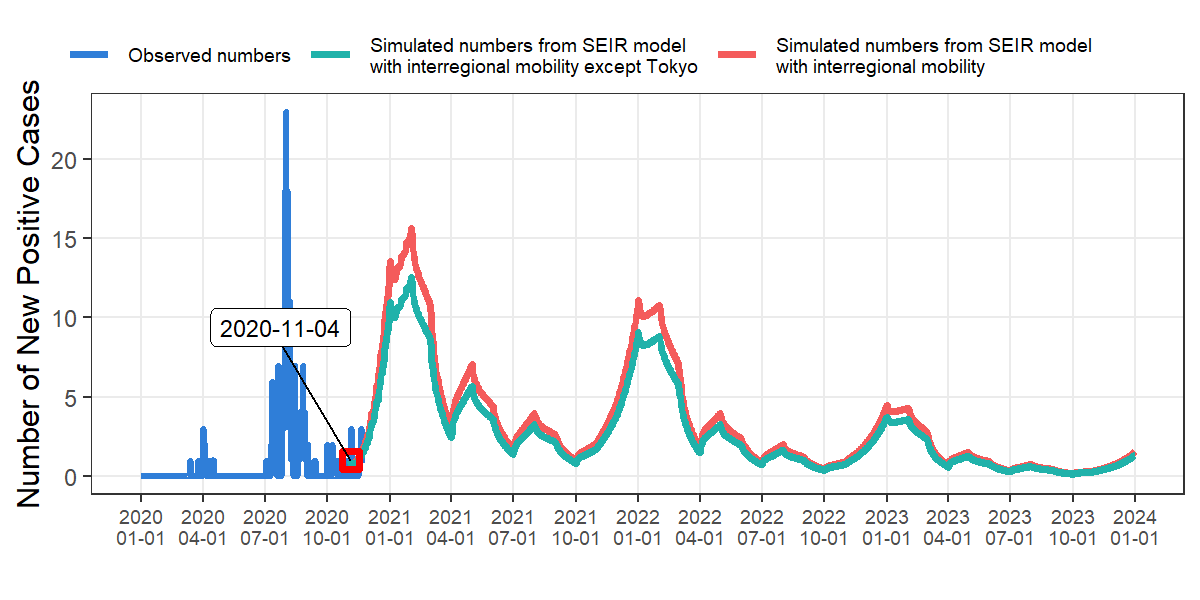 Observed numbers
Simulated numbers from SEIR model
with interregional mobility except Tokyo
Simulated numbers from SEIR model
with interregional mobility
Number of New Positive Cases
20
15
10
5
0
2020-11-04
2020 2020 2020 2020 2021 2021 2021 2021 2022 2022 2022 2022 2023 2023 2023 2023 2024
01-01 04-01 07-01 10-01 01-01 04-01 07-01 10-01 01-01 04-01 07-01 10-01 01-01 04-01 07-01 10-01 01-01